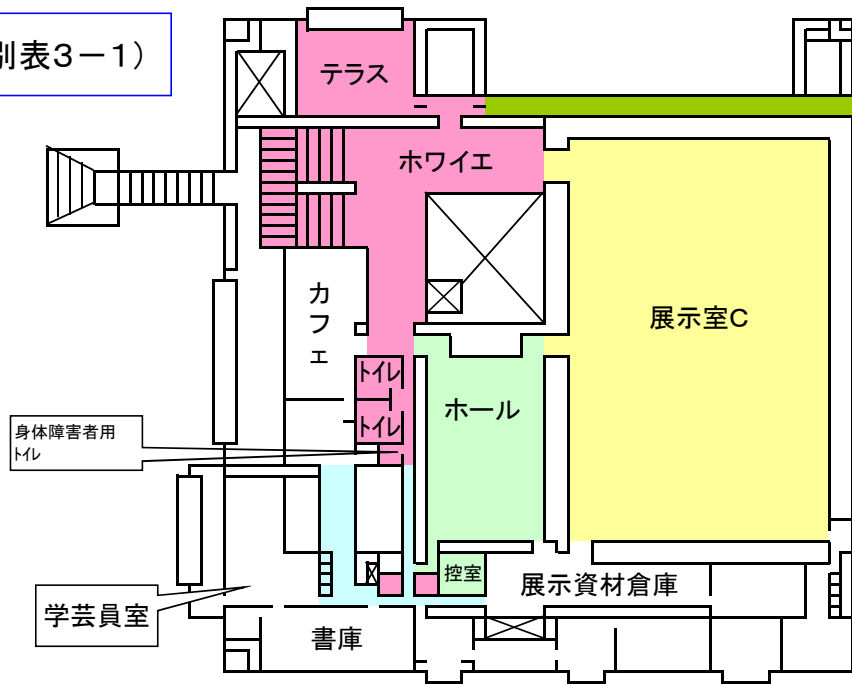 別表3－1）
テラス
ホワイエ
カフェ
展示室C
トイレ
ホール
トイレ
身体障害者用
トイレ
控室
展示資材倉庫
学芸員室
書庫